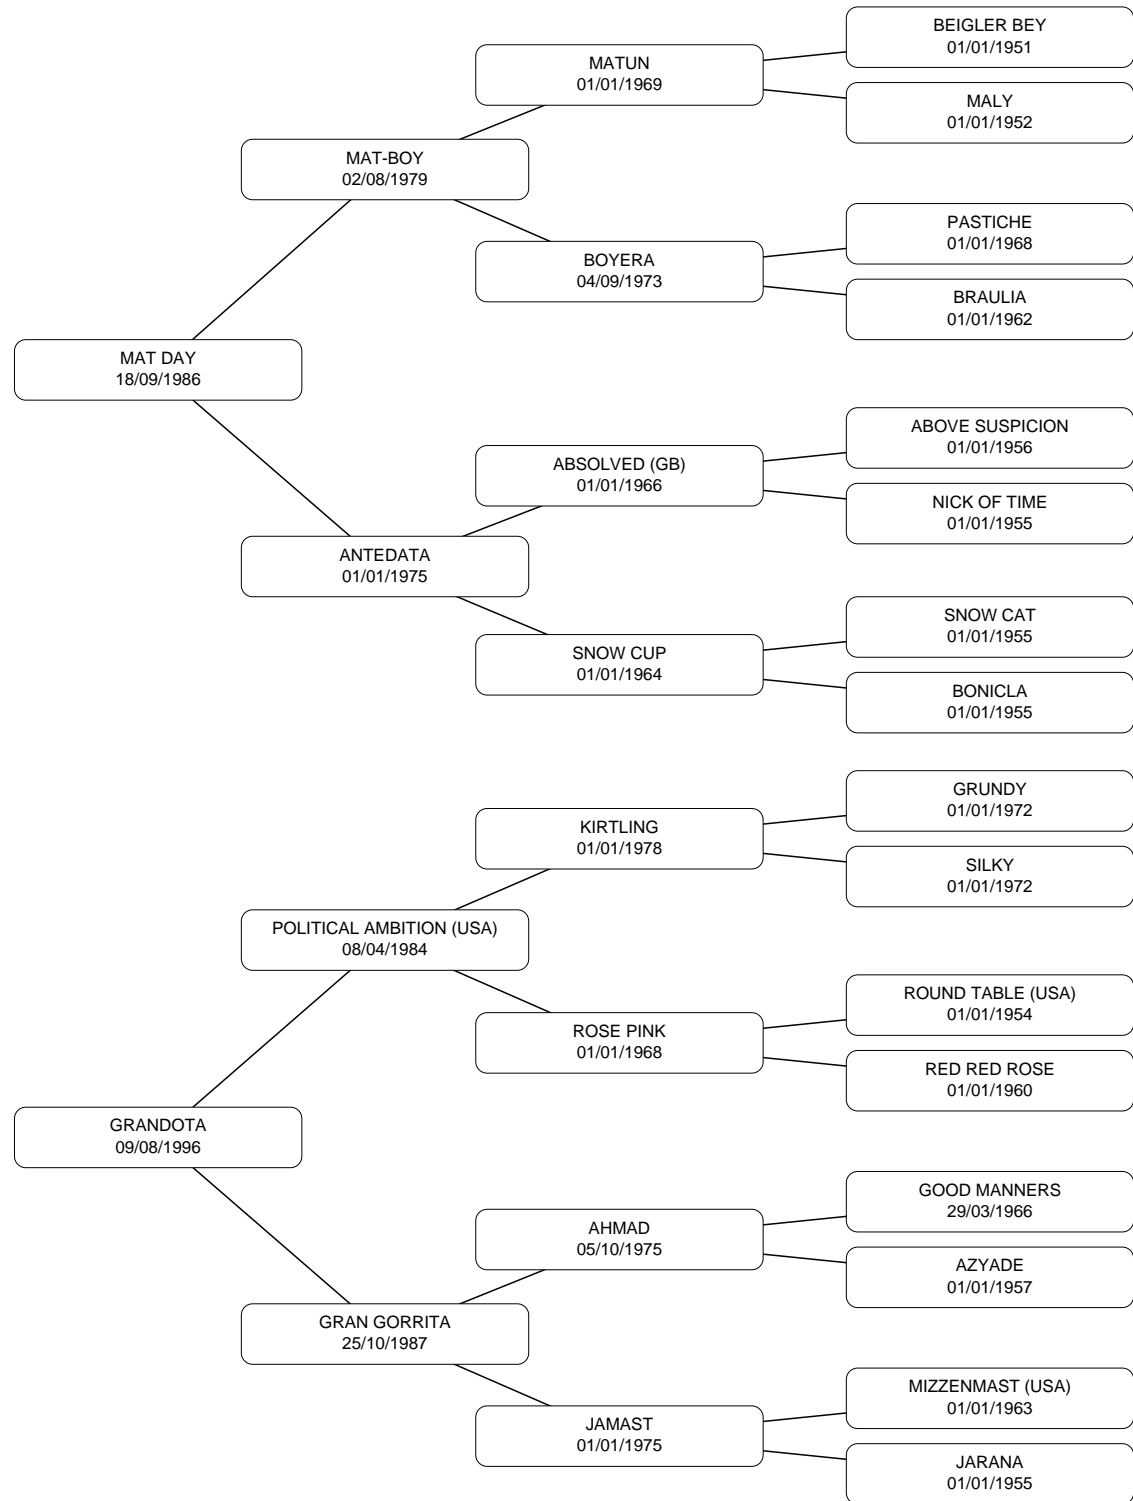 BEIGLER BEY
01/01/1951
MATUN
01/01/1969
MALY
01/01/1952
MAT-BOY
02/08/1979
PASTICHE
01/01/1968
BOYERA
04/09/1973
BRAULIA
01/01/1962
MAT DAY
18/09/1986
ABOVE SUSPICION
01/01/1956
ABSOLVED (GB)
01/01/1966
NICK OF TIME
01/01/1955
ANTEDATA
01/01/1975
SNOW CAT
01/01/1955
SNOW CUP
01/01/1964
BONICLA
01/01/1955
GRUNDY
01/01/1972
KIRTLING
01/01/1978
SILKY
01/01/1972
POLITICAL AMBITION (USA)
08/04/1984
ROUND TABLE (USA)
01/01/1954
ROSE PINK
01/01/1968
RED RED ROSE
01/01/1960
GRANDOTA
09/08/1996
GOOD MANNERS
29/03/1966
AHMAD
05/10/1975
AZYADE
01/01/1957
GRAN GORRITA
25/10/1987
MIZZENMAST (USA)
01/01/1963
JAMAST
01/01/1975
JARANA
01/01/1955